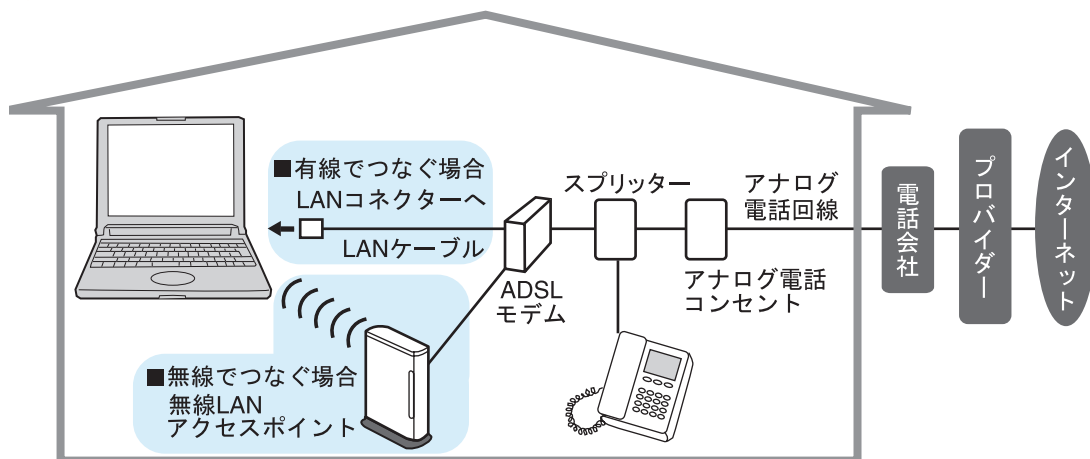 ■有線でつなぐ場合
LANコネクターへ
LANケーブル
ADSL
モデム
スプリッター
アナログ
電話回線
アナログ電話
コンセント
電話会社
プロバイダー
インターネット
■無線でつなぐ場合
無線LAN
アクセスポイント